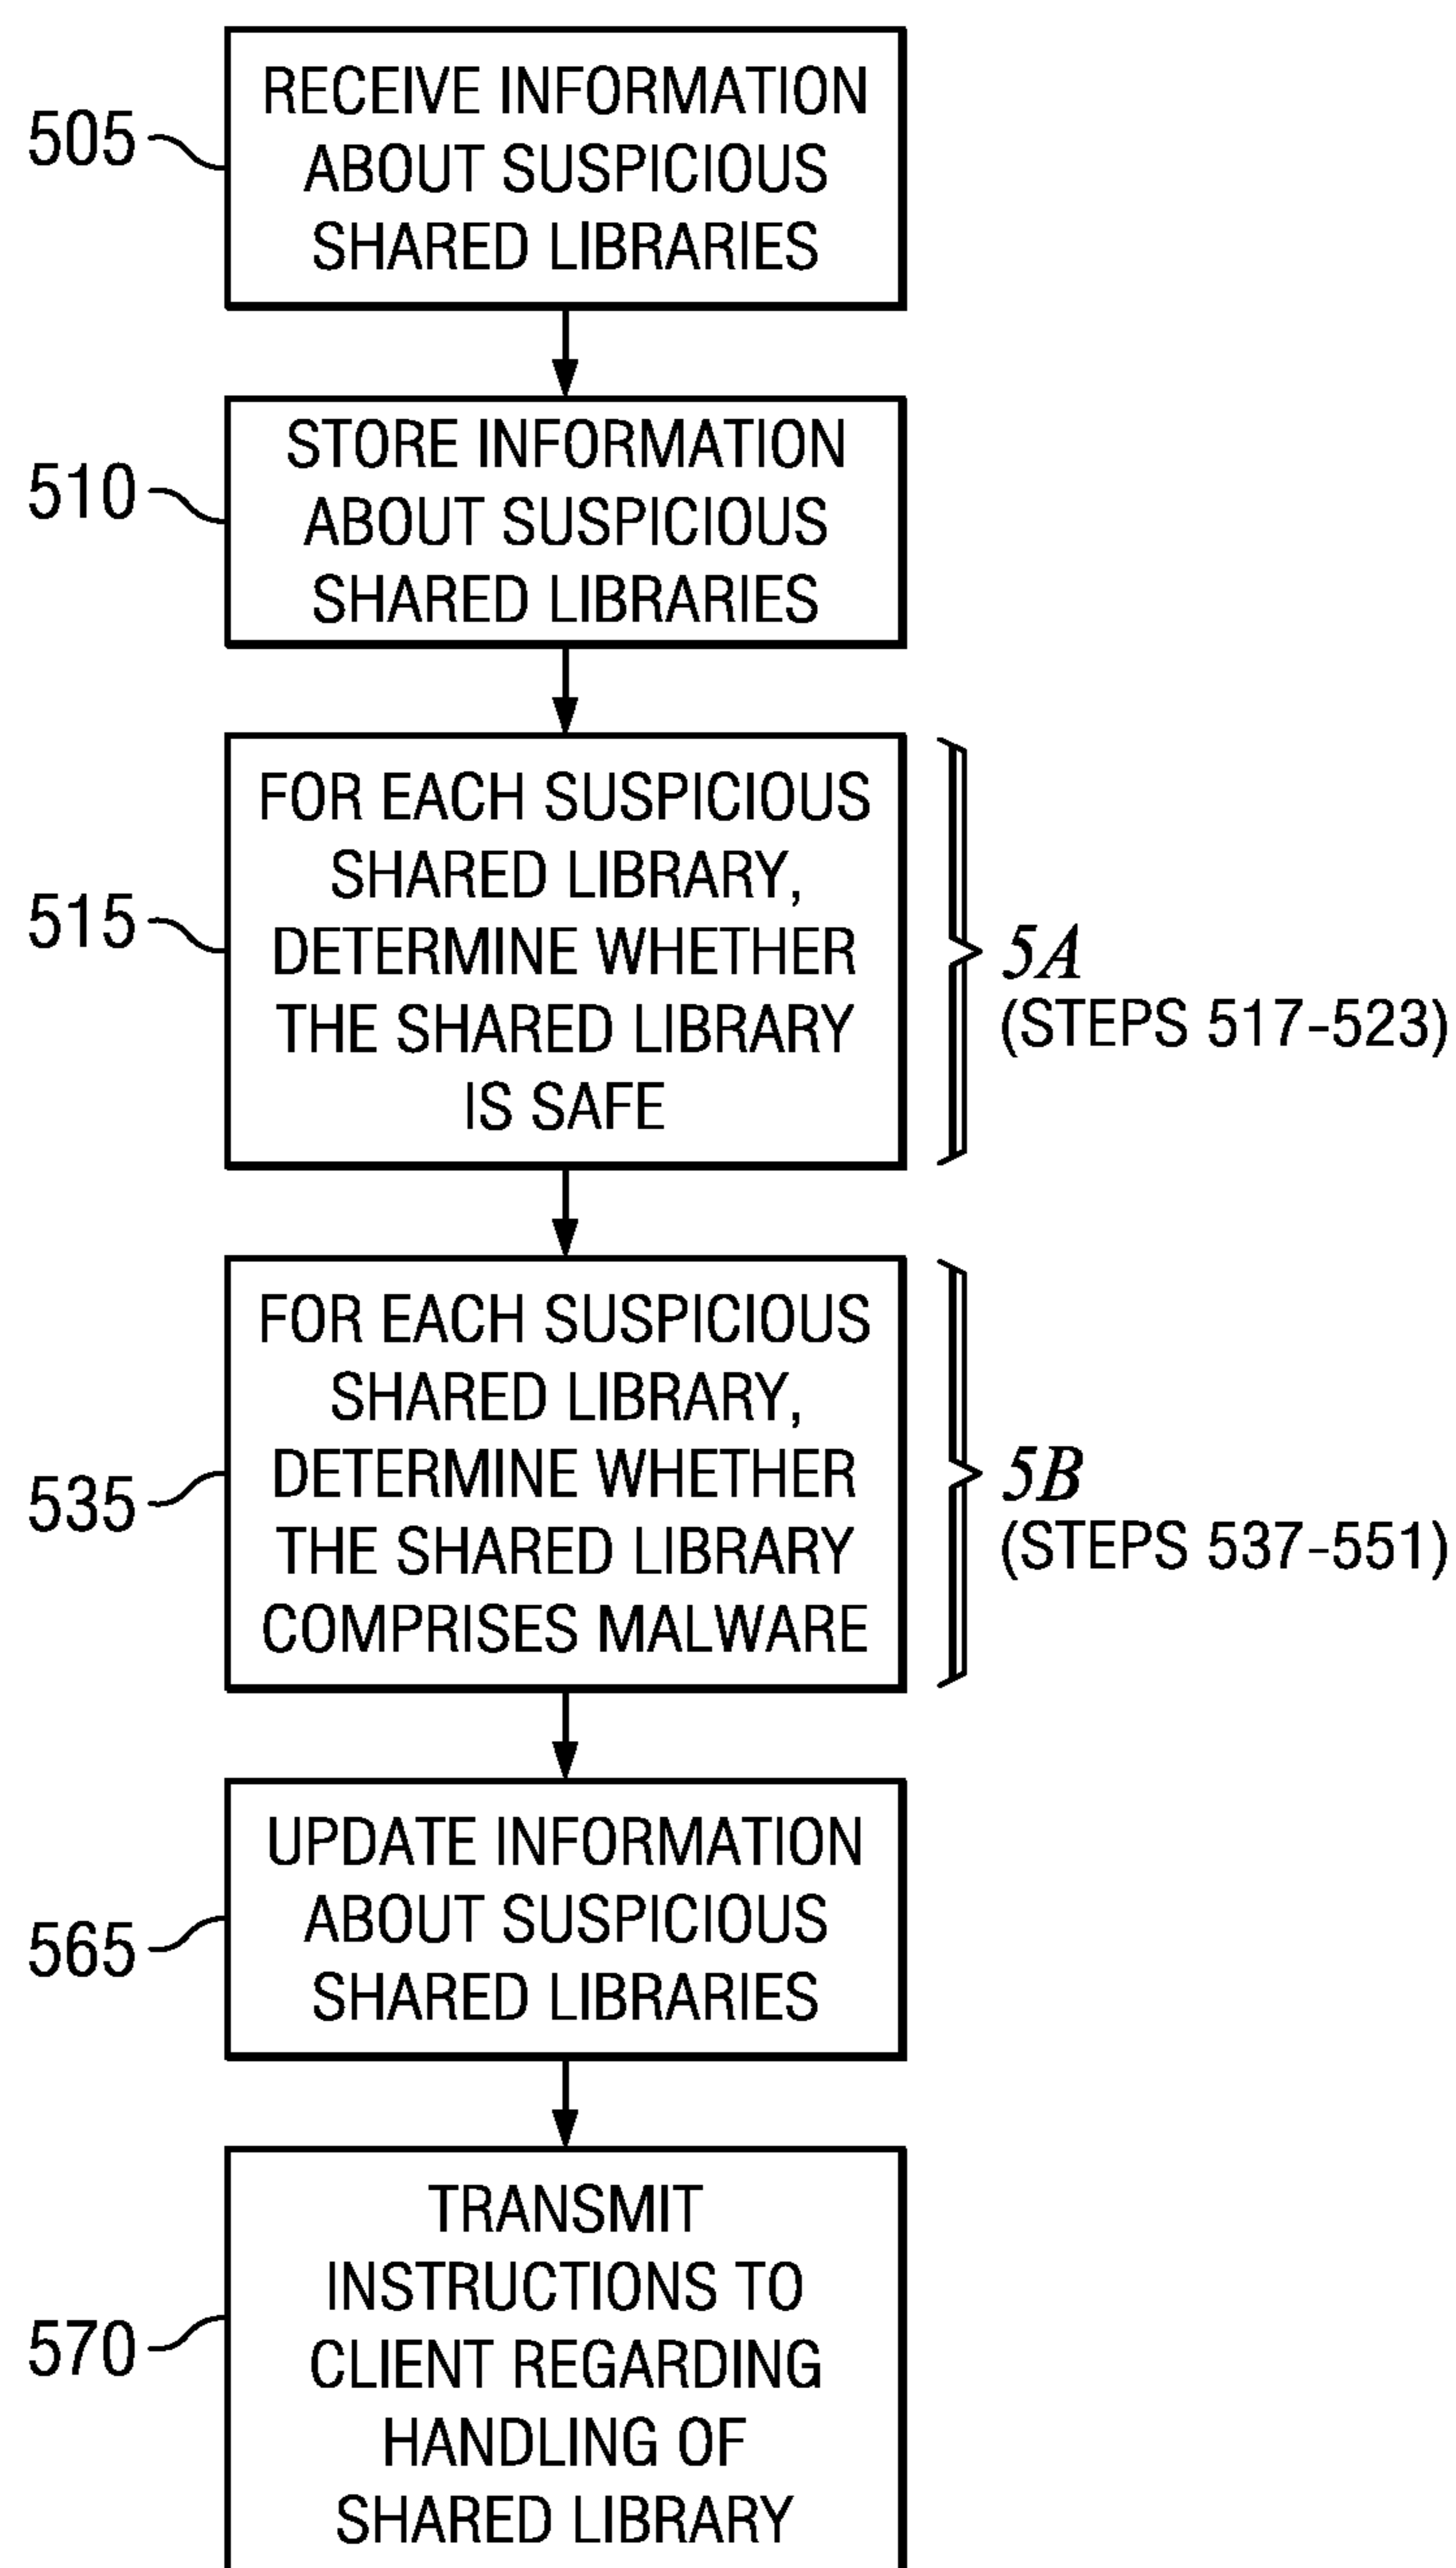 505
RECEIVE INFORMATION
ABOUT SUSPICIOUS
SHARED LIBRARIES
510
STORE INFORMATION
ABOUT SUSPICIOUS
SHARED LIBRARIES
515
FOR EACH SUSPICIOUS
SHARED LIBRARY,
DETERMINE WHETHER
THE SHARED LIBRARY
IS SAFE
5A
(STEPS 517-523)
535
FOR EACH SUSPICIOUS
SHARED LIBRARY,
DETERMINE WHETHER
THE SHARED LIBRARY
COMPRISES MALWARE
5B
(STEPS 537-551)
565
UPDATE INFORMATION
ABOUT SUSPICIOUS
SHARED LIBRARIES
570
TRANSMIT
INSTRUCTIONS TO
CLIENT REGARDING
HANDLING OF
SHARED LIBRARY